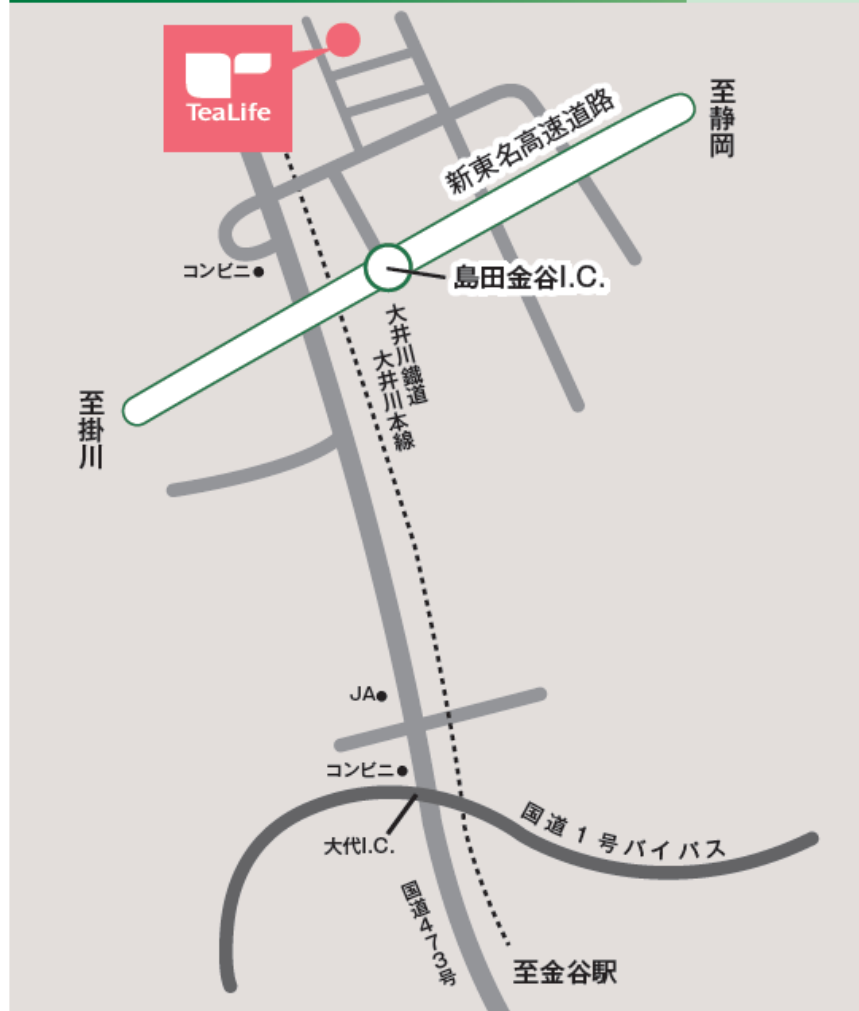 TeaLife
至静岡
新東名高速道路
コンビニ
島田金谷I.C.
大井川鐵道
大井川本線
至掛川
JA
コンビニ
国道1号バイパス
大代I.C.
国道473号
至金谷駅